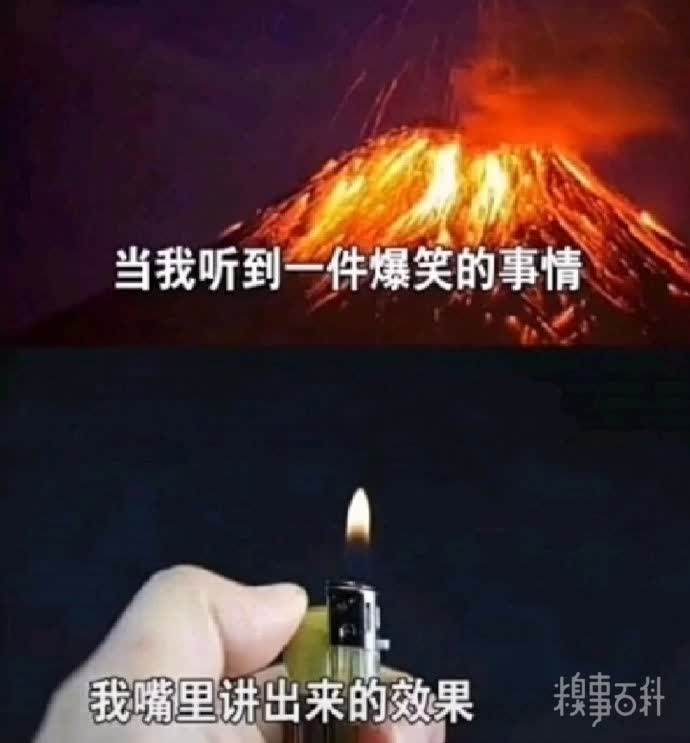 当我听到一件爆笑的事情
我嘴里讲出来的效果
糗事百科